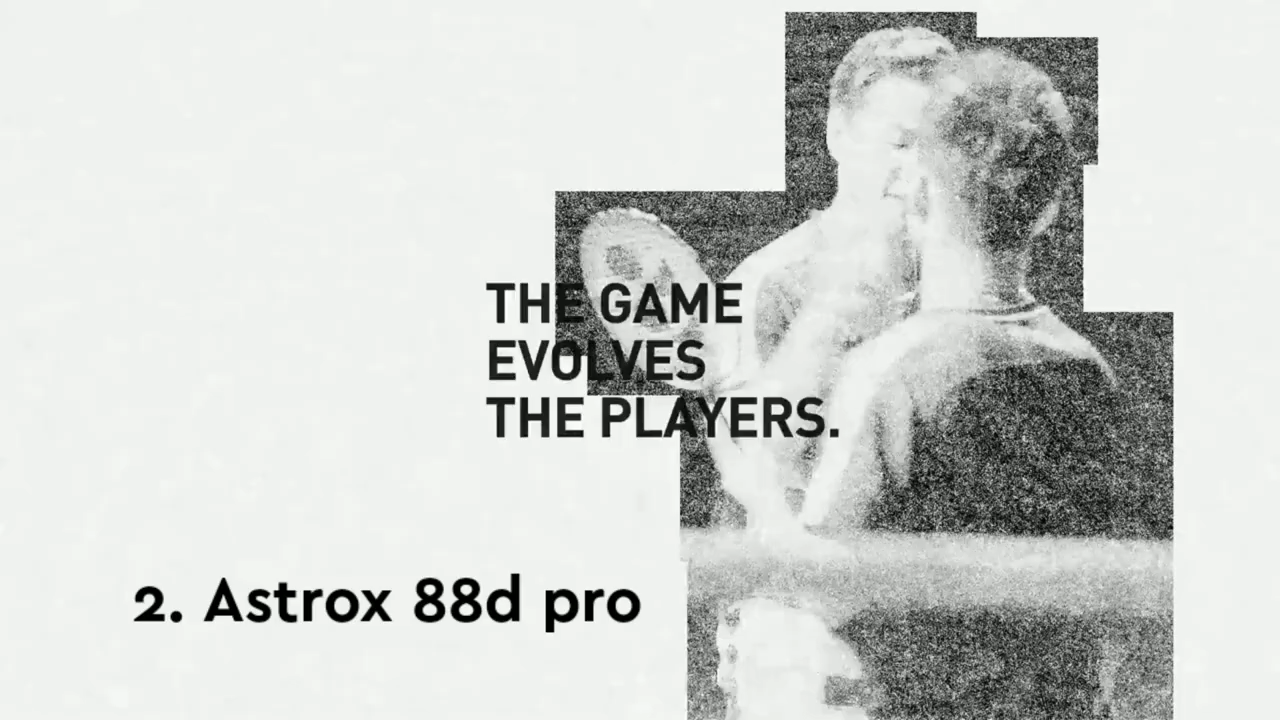 THE GAME
EVOLVES
THE PLAYERS.
2. Astrox 88d pro